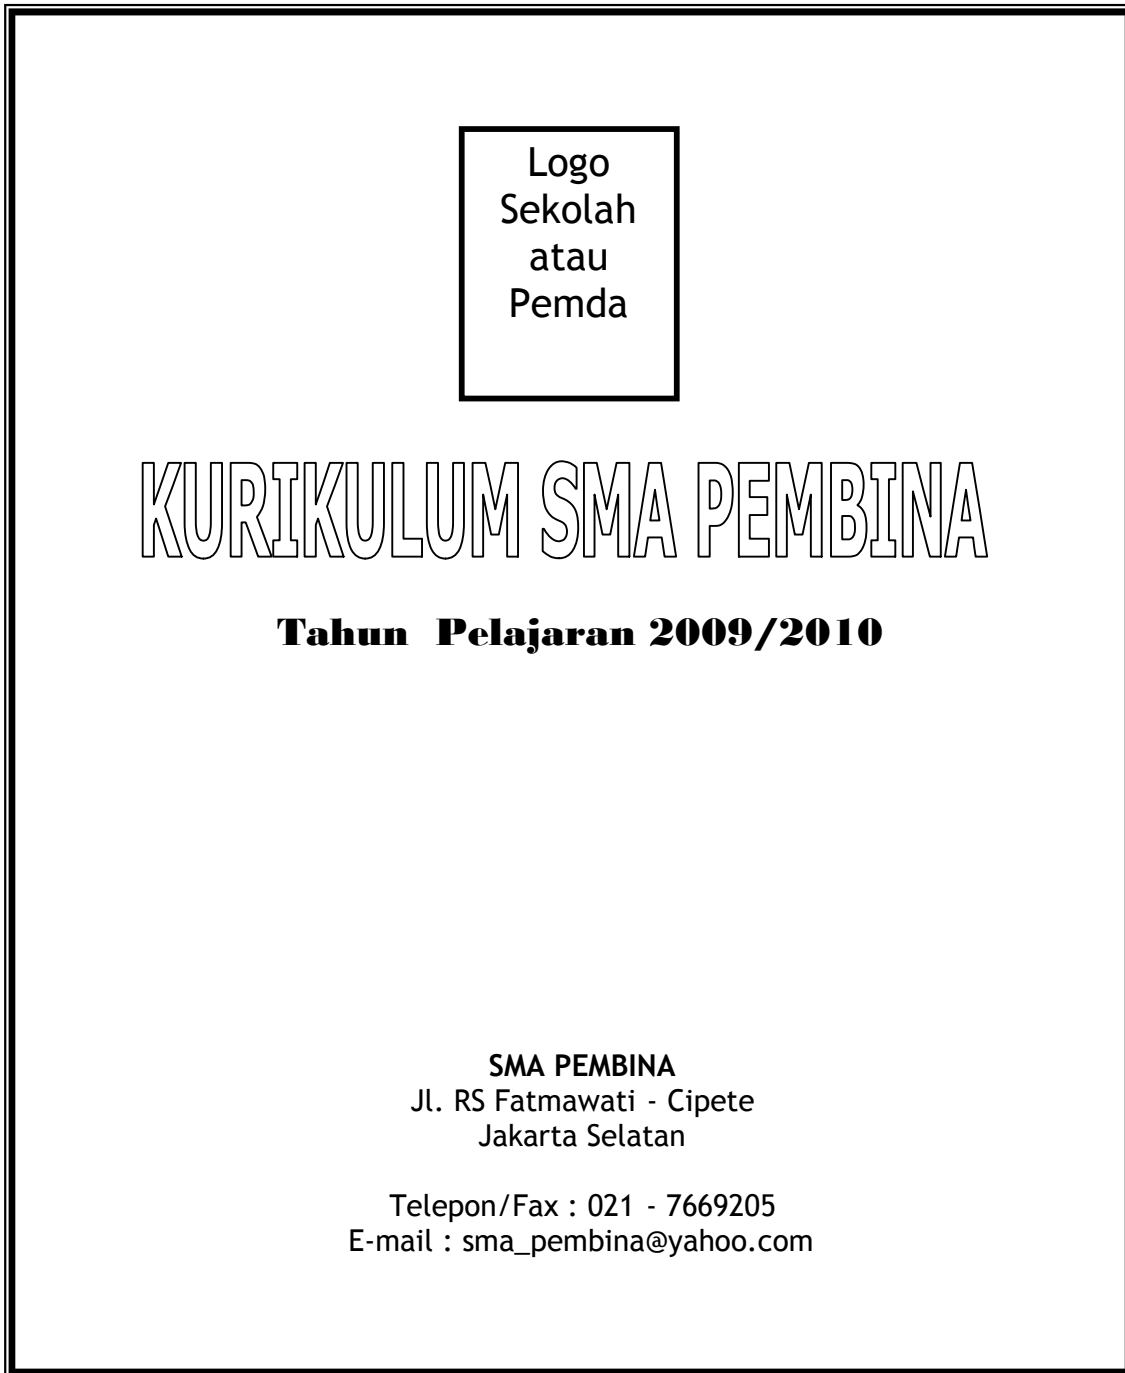 Logo
Sekolah
atau
Pemda
KURIKULUM SMA PEMBINA
Tahun Pelajaran 2009/2010
SMA PEMBINA
Jl. RS Fatmawati - Cipete
Jakarta Selatan
Telepon/Fax : 021 - 7669205
E-mail : sma_pembina@yahoo.com